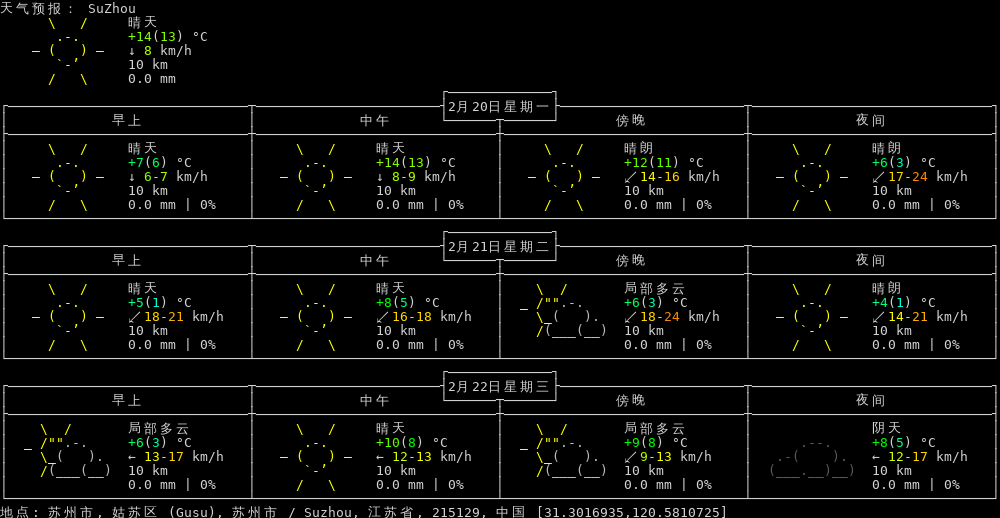 天气预报: SuZhou
晴天
+14(13) °C
↓ 8 km/h
10 km
0.0 mm
2月20日星期一
早上 中午 傍晚 夜间
晴天 晴天 晴朗 晴朗
+7(6) °C +14(13) °C +12(11) °C +6(3) °C
↓ 6-7 km/h ↓ 8-9 km/h ↙ 14-16 km/h ↙ 17-24 km/h
10 km 10 km 10 km 10 km
0.0 mm | 0% 0.0 mm | 0% 0.0 mm | 0% 0.0 mm | 0%
2月21日星期二
早上 中午 傍晚 夜间
晴天 晴天 局部多云 晴朗
+5(1) °C +8(5) °C +6(3) °C +4(1) °C
↙ 18-21 km/h ↙ 16-18 km/h ↙ 18-24 km/h ↙ 14-21 km/h
10 km 10 km 10 km 10 km
0.0 mm | 0% 0.0 mm | 0% 0.0 mm | 0% 0.0 mm | 0%
2月22日星期三
早上 中午 傍晚 夜间
局部多云 晴天 局部多云 阴天
+6(3) °C +10(8) °C +9(8) °C +8(5) °C
← 13-17 km/h ← 12-13 km/h ↙ 9-13 km/h ← 12-17 km/h
10 km 10 km 10 km 10 km
0.0 mm | 0% 0.0 mm | 0% 0.0 mm | 0% 0.0 mm | 0%
地点: 苏州市, 姑苏区 (Gusu), 苏州市 / Suzhou, 江苏省, 215129, 中国 [31.3016935,120.5810725]